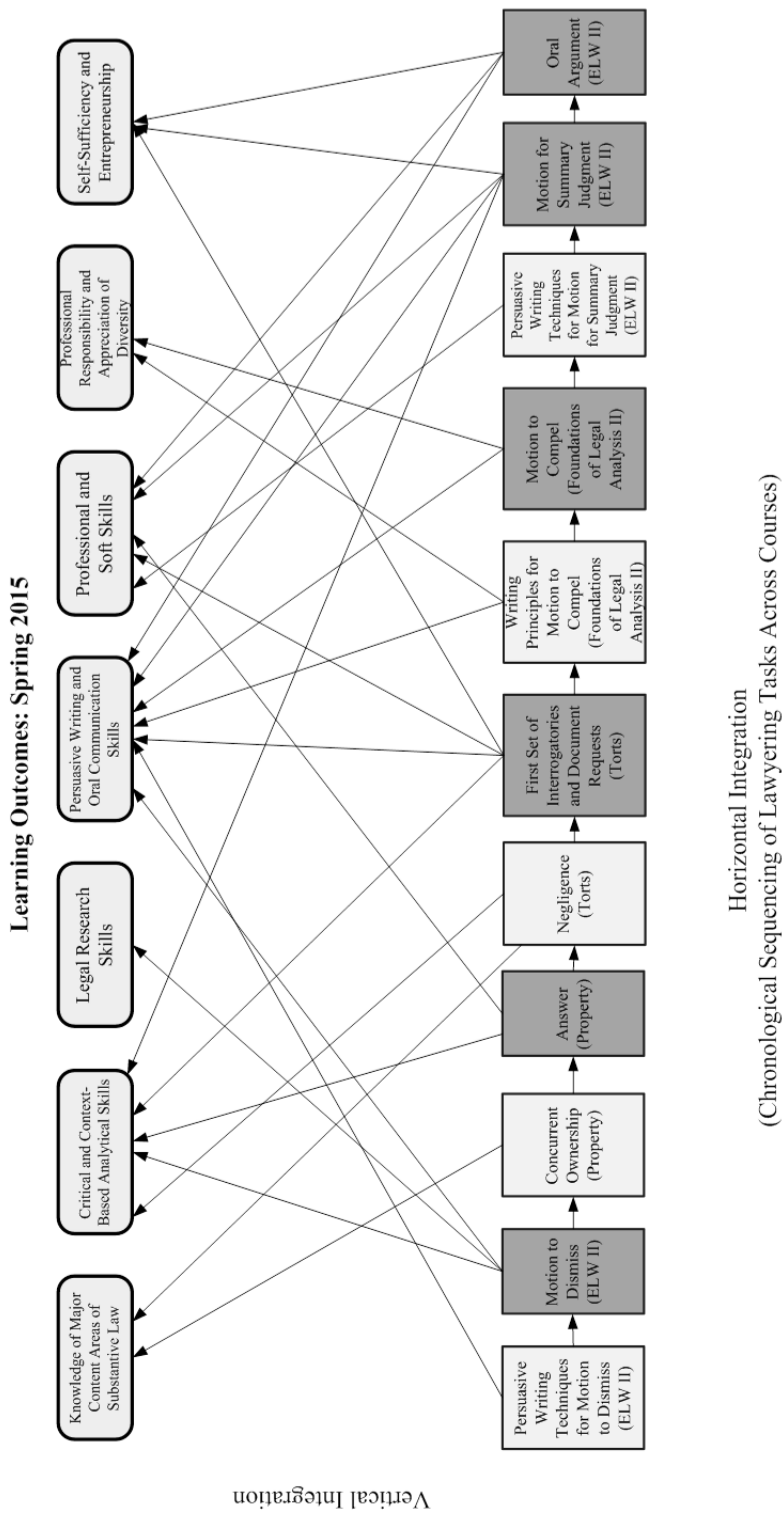 Learning Outcomes: Spring 2015
Knowledge of Major
Content Areas of
Substantive Law
Critical and Context-
Based Analytical Skills
Legal Research
Skills
Persuasive Writing and
Oral Communication
Skills
Professional and
Soft Skills
Professional
Responsibility and
Appreciation of
Diversity
Self-Sufficiency and
Entrepreneurship
Vertical Integration
Persuasive
Writing
Techniques
for Motion
to Dismiss
(ELW II)
Motion to
Dismiss
(ELW II)
Concurrent
Ownership
(Property)
Answer
(Property)
Negligence
(Torts)
First Set of
Interrogatories
and Document
Requests
(Torts)
Writing
Principles for
Motion to
Compel
(Foundations
of Legal
Analysis II)
Motion to
Compel
(Foundations
of Legal
Analysis II)
Persuasive
Writing
Techniques
for Motion
for Summary
Judgment
(ELW II)
Motion for
Summary
Judgment
(ELW II)
Oral
Argument
(ELW II)
Horizontal Integration
(Chronological Sequencing of Lawyering Tasks Across Courses)